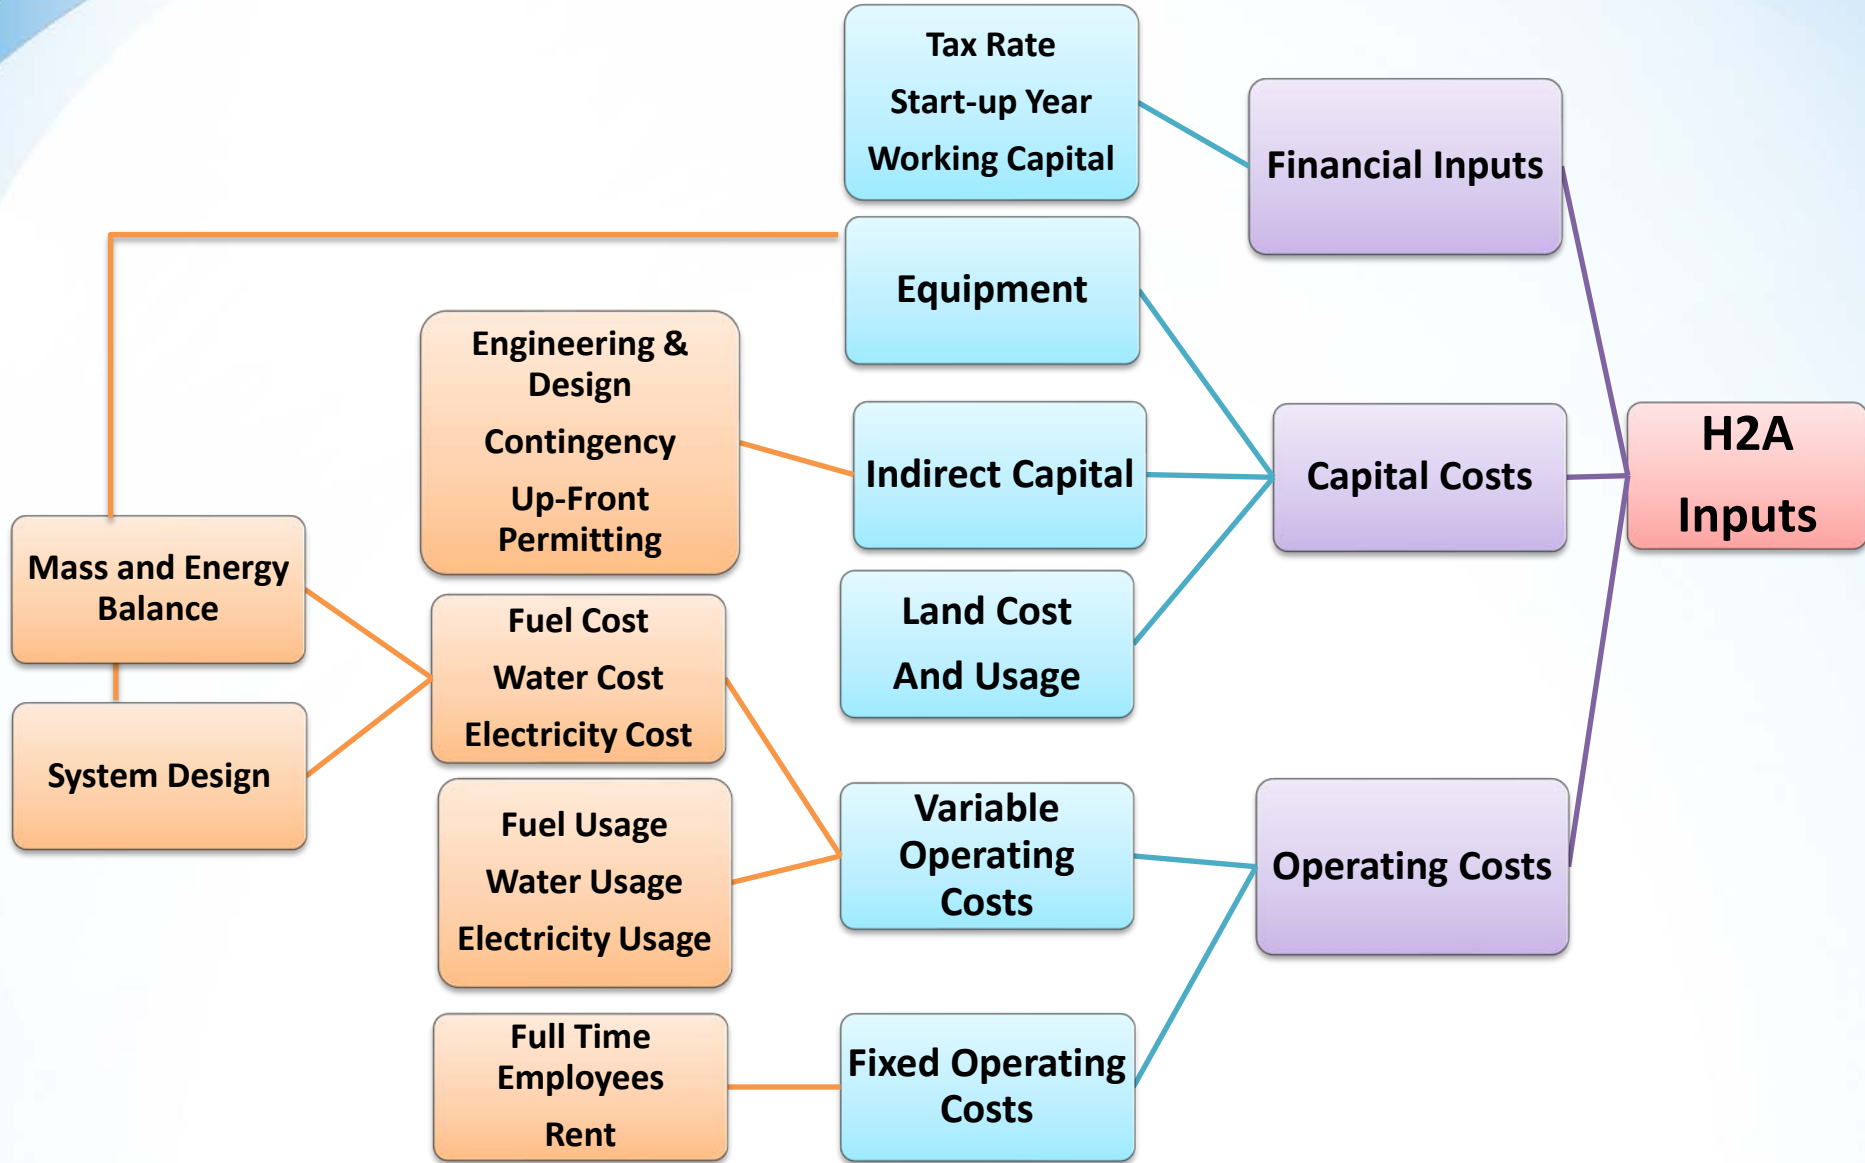 Tax Rate
Start-up Year
Working Capital
Financial Inputs
Equipment
Engineering &
Design
Contingency
Up-Front
Permitting
Indirect Capital
Capital Costs
H2A
Inputs
Mass and Energy
Balance
Fuel Cost
Water Cost
Electricity Cost
Land Cost
And Usage
System Design
Fuel Usage
Water Usage
Electricity Usage
Variable
Operating
Costs
Operating Costs
Full Time
Employees
Rent
Fixed Operating
Costs